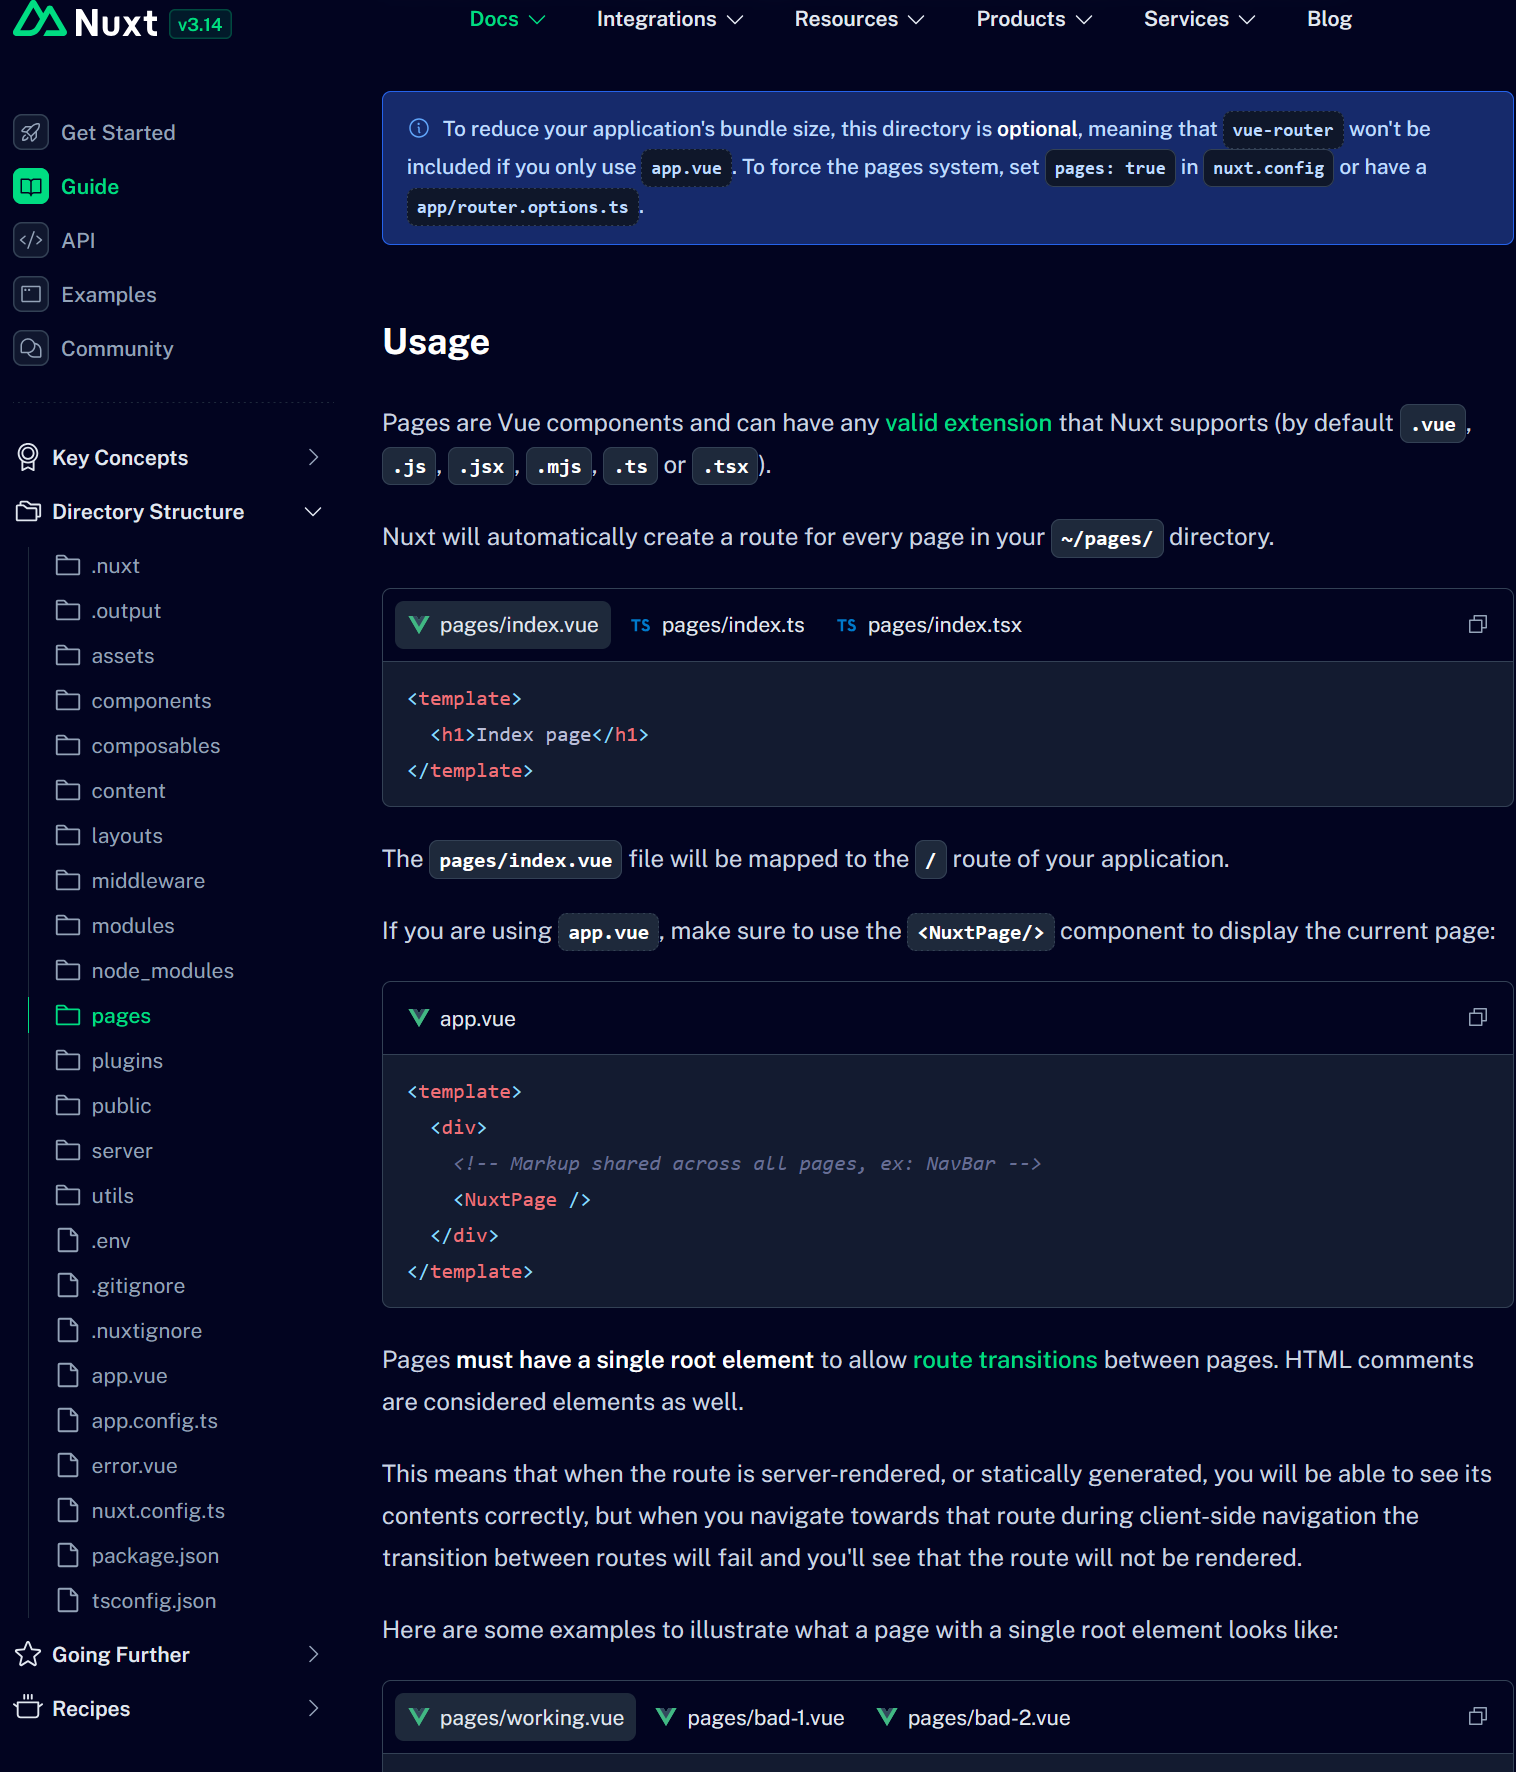 Nuxt v3.14
Docs
Integrations
Resources
Products
Services
Blog
Get Started
Guide
API
Examples
Community
Key Concepts
Directory Structure
.nuxt
.output
assets
components
composables
content
layouts
middleware
modules
node_modules
pages
plugins
public
server
utils
.env
.gitignore
.nuxtignore
app.vue
app.config.ts
error.vue
nuxt.config.ts
package.json
tsconfig.json
Going Further
Recipes
To reduce your application's bundle size, this directory is optional, meaning that vue-router won't be
included if you only use app.vue. To force the pages system, set pages: true in nuxt.config or have a
app/router.options.ts.
Usage
Pages are Vue components and can have any valid extension that Nuxt supports (by default .vue,
.js, .jsx, .mjs, .ts or .tsx).
Nuxt will automatically create a route for every page in your ~/pages/ directory.
pages/index.vue
TS pages/index.ts
TS pages/index.tsx
<template>
  <h1>Index page</h1>
</template>
The pages/index.vue file will be mapped to the / route of your application.
If you are using app.vue, make sure to use the <NuxtPage/> component to display the current page:
app.vue
<template>
  <div>
    <!-- Markup shared across all pages, ex: NavBar -->
    <NuxtPage />
  </div>
</template>
Pages must have a single root element to allow route transitions between pages. HTML comments
are considered elements as well.
This means that when the route is server-rendered, or statically generated, you will be able to see its
contents correctly, but when you navigate towards that route during client-side navigation the
transition between routes will fail and you'll see that the route will not be rendered.
Here are some examples to illustrate what a page with a single root element looks like:
pages/working.vue
pages/bad-1.vue
pages/bad-2.vue